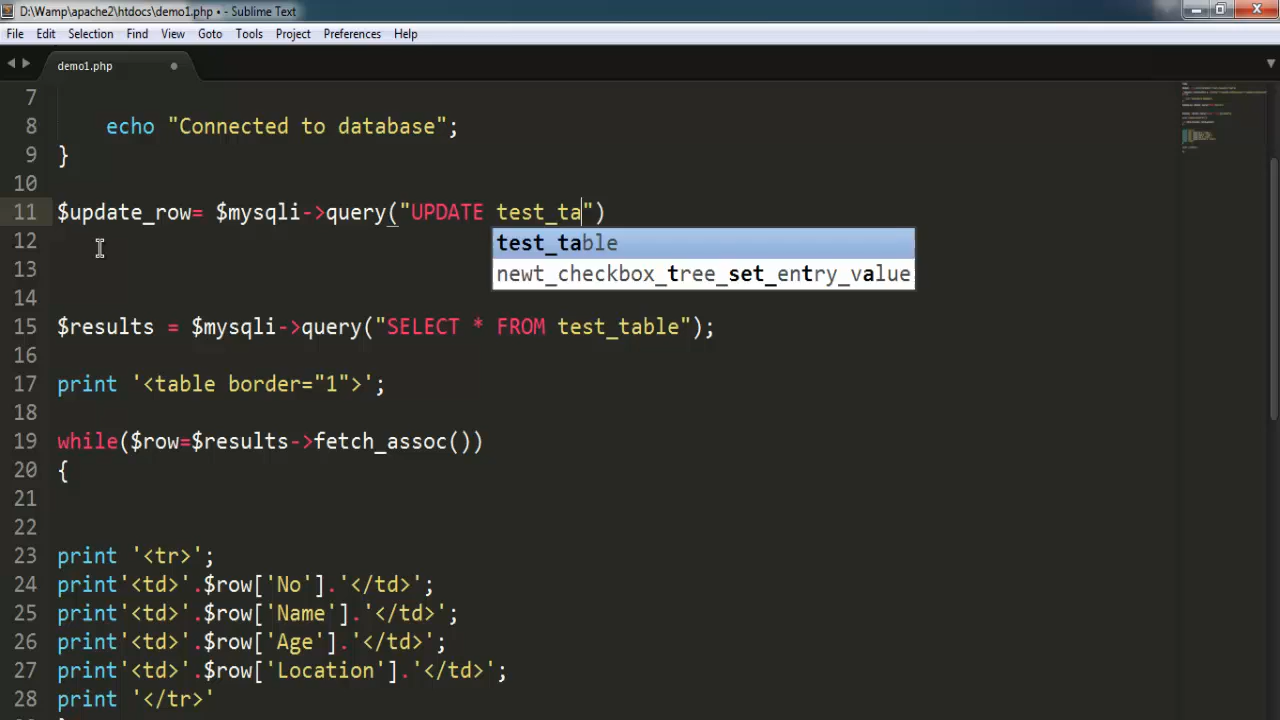 D:\Wamp\apache2\htdocs\demo1.php • - Sublime Text
File Edit Selection Find View Goto Tools Project Preferences Help
demo1.php
7
8 echo "Connected to database";
9 }
10
11 $update_row= $mysqli->query("UPDATE test_ta")
12 test_table
13 newt_checkbox_tree_set_entry_value
14
15 $results = $mysqli->query("SELECT * FROM test_table");
16
17 print '<table border="1">';
18
19 while($row=$results->fetch_assoc())
20 {
21
22
23 print '<tr>';
24 print'<td>'.$row['No'].'</td>';
25 print'<td>'.$row['Name'].'</td>';
26 print'<td>'.$row['Age'].'</td>';
27 print'<td>'.$row['Location'].'</td>';
28 print '</tr>'